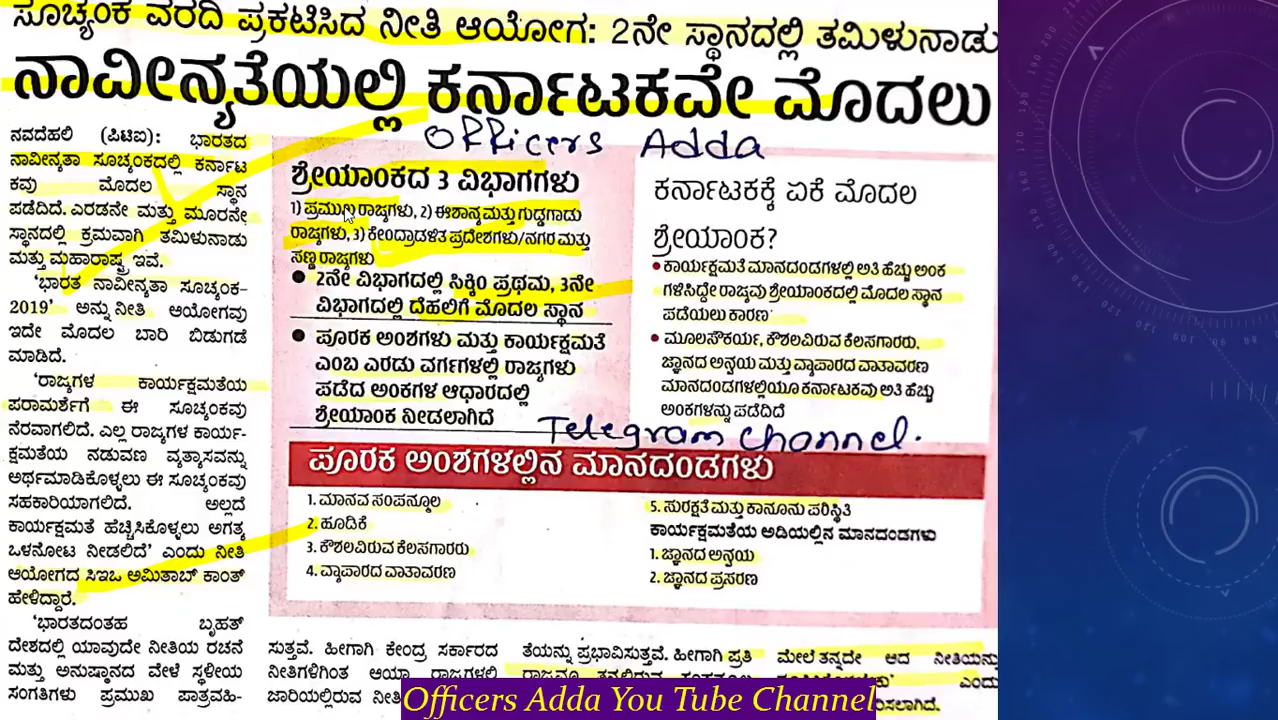 ಸೂಚ್ಯಂಕ ವರದಿ ಪ್ರಕಟಿಸಿದ ನೀತಿ ಆಯೋಗ: 2ನೇ ಸ್ಥಾನದಲ್ಲಿ ತಮಿಳುನಾಡು
ನಾವೀನ್ಯತೆಯಲ್ಲಿ ಕರ್ನಾಟಕವೇ ಮೊದಲು
Officers Adda
ನವದೆಹಲಿ (ಪಿಟಿಐ): ಭಾರತದ
ನಾವೀನ್ಯತಾ ಸೂಚ್ಯಂಕದಲ್ಲಿ ಕರ್ನಾಟ
ಕವು ಮೊದಲ ಸ್ಥಾನ
ಪಡೆದಿದೆ. ಎರಡನೇ ಮತ್ತು ಮೂರನೇ
ಸ್ಥಾನದಲ್ಲಿ ಕ್ರಮವಾಗಿ ತಮಿಳುನಾಡು
ಮತ್ತು ಮಹಾರಾಷ್ಟ್ರ ಇವೆ.
'ಭಾರತ ನಾವೀನ್ಯತಾ ಸೂಚ್ಯಂಕ-
2019' ಅನ್ನು ನೀತಿ ಆಯೋಗವು
ಇದೇ ಮೊದಲ ಬಾರಿ ಬಿಡುಗಡೆ
ಮಾಡಿದೆ.
'ರಾಜ್ಯಗಳ ಕಾರ್ಯಕ್ಷಮತೆಯ
ಪರಾಮರ್ಶೆಗೆ ಈ ಸೂಚ್ಯಂಕವು
ನೆರವಾಗಲಿದೆ. ಎಲ್ಲ ರಾಜ್ಯಗಳ ಕಾರ್ಯ-
ಕ್ಷಮತೆಯ ನಡುವಣ ವ್ಯತ್ಯಾಸವನ್ನು
ಅರ್ಥಮಾಡಿಕೊಳ್ಳಲು ಈ ಸೂಚ್ಯಂಕವು
ಸಹಕಾರಿಯಾಗಲಿದೆ. ಅಲ್ಲದೆ
ಕಾರ್ಯಕ್ಷಮತೆ ಹೆಚ್ಚಿಸಿಕೊಳ್ಳಲು ಅಗತ್ಯ
ಒಳನೋಟ ನೀಡಲಿದೆ' ಎಂದು ನೀತಿ
ಆಯೋಗದ ಸಿಇಒ ಅಮಿತಾಬ್ ಕಾಂತ್
ಹೇಳಿದ್ದಾರೆ.
'ಭಾರತದಂತಹ ಬೃಹತ್
ದೇಶದಲ್ಲಿ ಯಾವುದೇ ನೀತಿಯ ರಚನೆ
ಮತ್ತು ಅನುಷ್ಠಾನದ ವೇಳೆ ಸ್ಥಳೀಯ
ಸಂಗತಿಗಳು ಪ್ರಮುಖ ಪಾತ್ರವಹಿ-
ಶ್ರೇಯಾಂಕದ 3 ವಿಭಾಗಗಳು
1) ಪ್ರಮುಖ ರಾಜ್ಯಗಳು, 2) ಈಶಾನ್ಯ ಮತ್ತು ಗುಡ್ಡಗಾಡು
ರಾಜ್ಯಗಳು, 3) ಕೇಂದ್ರಾಡಳಿತ ಪ್ರದೇಶಗಳು/ನಗರ ಮತ್ತು
ಸಣ್ಣ ರಾಜ್ಯಗಳು
● 2ನೇ ವಿಭಾಗದಲ್ಲಿ ಸಿಕ್ಕಿಂ ಪ್ರಥಮ, 3ನೇ
ವಿಭಾಗದಲ್ಲಿ ದೆಹಲಿಗೆ ಮೊದಲ ಸ್ಥಾನ
● ಪೂರಕ ಅಂಶಗಳು ಮತ್ತು ಕಾರ್ಯಕ್ಷಮತೆ
ಎಂಬ ಎರಡು ವರ್ಗಗಳಲ್ಲಿ ರಾಜ್ಯಗಳು
ಪಡೆದ ಅಂಕಗಳ ಆಧಾರದಲ್ಲಿ
ಶ್ರೇಯಾಂಕ ನೀಡಲಾಗಿದೆ
ಕರ್ನಾಟಕಕ್ಕೆ ಏಕೆ ಮೊದಲ
ಶ್ರೇಯಾಂಕ?
● ಕಾರ್ಯಕ್ಷಮತೆ ಮಾನದಂಡಗಳಲ್ಲಿ ಅತಿ ಹೆಚ್ಚು ಅಂಕ
ಗಳಿಸಿದ್ದೇ ರಾಜ್ಯವು ಶ್ರೇಯಾಂಕದಲ್ಲಿ ಮೊದಲ ಸ್ಥಾನ
ಪಡೆಯಲು ಕಾರಣ
● ಮೂಲಸೌಕರ್ಯ, ಕೌಶಲವಿರುವ ಕೆಲಸಗಾರರು,
ಜ್ಞಾನದ ಅನ್ವಯ ಮತ್ತು ವ್ಯಾಪಾರದ ವಾತಾವರಣ
ಮಾನದಂಡಗಳಲ್ಲಿಯೂ ಕರ್ನಾಟಕವು ಅತಿ ಹೆಚ್ಚು
ಅಂಕಗಳನ್ನು ಪಡೆದಿದೆ
Telegram channel.
ಪೂರಕ ಅಂಶಗಳಲ್ಲಿನ ಮಾನದಂಡಗಳು
1. ಮಾನವ ಸಂಪನ್ಮೂಲ
2. ಹೂಡಿಕೆ
3. ಕೌಶಲವಿರುವ ಕೆಲಸಗಾರರು
4. ವ್ಯಾಪಾರದ ವಾತಾವರಣ
5. ಸುರಕ್ಷತೆ ಮತ್ತು ಕಾನೂನು ಪರಿಸ್ಥಿತಿ
ಕಾರ್ಯಕ್ಷಮತೆಯ ಅಡಿಯಲ್ಲಿನ ಮಾನದಂಡಗಳು
1. ಜ್ಞಾನದ ಅನ್ವಯ
2. ಜ್ಞಾನದ ಪ್ರಸರಣ
ಸುತ್ತವೆ. ಹೀಗಾಗಿ ಕೇಂದ್ರ ಸರ್ಕಾರದ
ನೀತಿಗಳಿಗಿಂತ ಆಯಾ ರಾಜ್ಯಗಳಲ್ಲಿ
ಜಾರಿಯಲ್ಲಿರುವ
ತೆಯನ್ನು ಪ್ರಭಾವಿಸುತ್ತವೆ. ಹೀಗಾಗಿ ಪ್ರತಿ
ಮೇಲೆ ತನ್ನದೇ ಆದ ನೀತಿಯನ್ನು
ಎಂದು
Officers Adda You Tube Channel